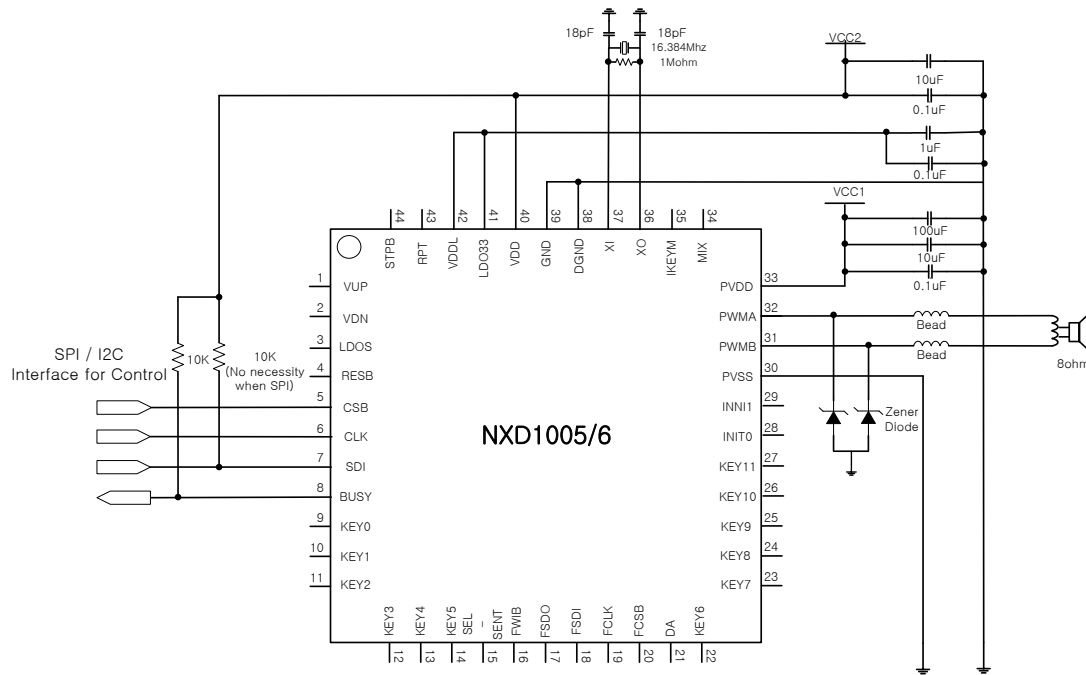 18pF
18pF
16.384Mhz
1Mohm
VCC2
10uF
0.1uF
1uF
0.1uF
VCC1
100uF
10uF
0.1uF
44
43
42
41
40
39
38
37
36
35
34
STPB
RPT
VDDL
LDO33
VDD
GND
DGND
XI
XO
IKEYM
MIX
1
VUP
2
VDN
3
LDOS
4
RESB
5
CSB
6
CLK
7
SDI
8
BUSY
9
KEY0
10
KEY1
11
KEY2
PVDD
33
PWMA
32
PWMB
31
PVSS
30
INNI1
29
INIT0
28
KEY11
27
KEY10
26
KEY9
25
KEY8
24
KEY7
23
Bead
Bead
8ohm
Zener
Diode
SPI / I2C
Interface for Control
10K
10K
(No necessity
when SPI)
NXD1005/6
KEY3
KEY4
KEY5
SEL
_
SENT
FWIB
FSDO
FSDI
FCLK
FCSB
DA
KEY6
12
13
14
15
16
17
18
19
20
21
22